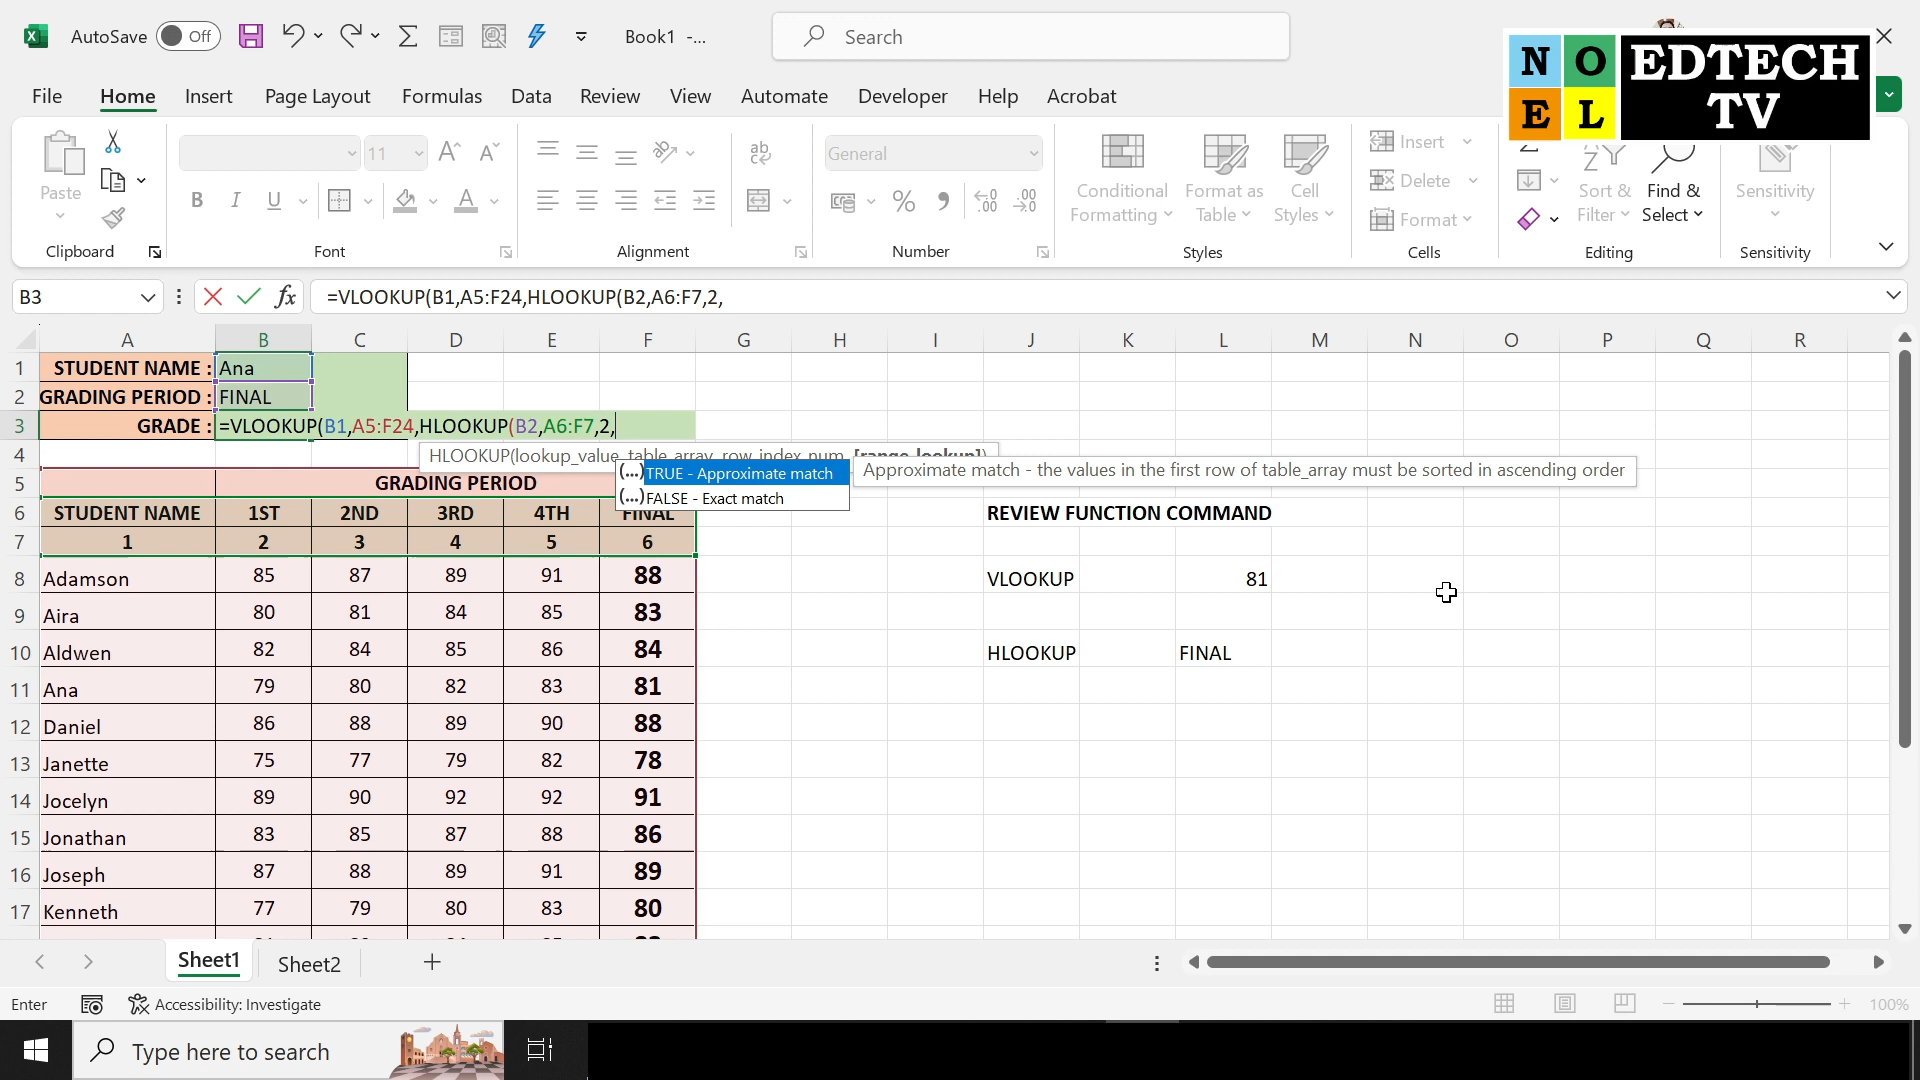 AutoSave Off Book1 -... Search
N O
E L
EDTECH
TV
File Home Insert Page Layout Formulas Data Review View Automate Developer Help Acrobat
Paste
11
General
Conditional
Formatting
Format as
Table
Cell
Styles
Insert
Delete
Format
Sort &
Filter
Find &
Select
Sensitivity
Clipboard Font Alignment Number Styles Cells Editing Sensitivity
B3 fx =VLOOKUP(B1,A5:F24,HLOOKUP(B2,A6:F7,2,
A B C D E F G H I J K L M N O P Q R
1 STUDENT NAME : Ana
2 GRADING PERIOD : FINAL
3 GRADE : =VLOOKUP(B1,A5:F24,HLOOKUP(B2,A6:F7,2,
4 HLOOKUP(lookup_value, table_array, row_index_num, [range_lookup])
(...) TRUE - Approximate match Approximate match - the values in the first row of table_array must be sorted in ascending order
(...) FALSE - Exact match
5 GRADING PERIOD
6 STUDENT NAME 1ST 2ND 3RD 4TH FINAL REVIEW FUNCTION COMMAND
7 1 2 3 4 5 6
8 Adamson 85 87 89 91 88 VLOOKUP 81
9 Aira 80 81 84 85 83
10 Aldwen 82 84 85 86 84 HLOOKUP FINAL
11 Ana 79 80 82 83 81
12 Daniel 86 88 89 90 88
13 Janette 75 77 79 82 78
14 Jocelyn 89 90 92 92 91
15 Jonathan 83 85 87 88 86
16 Joseph 87 88 89 91 89
17 Kenneth 77 79 80 83 80
Sheet1 Sheet2
Enter Accessibility: Investigate 100%
Type here to search